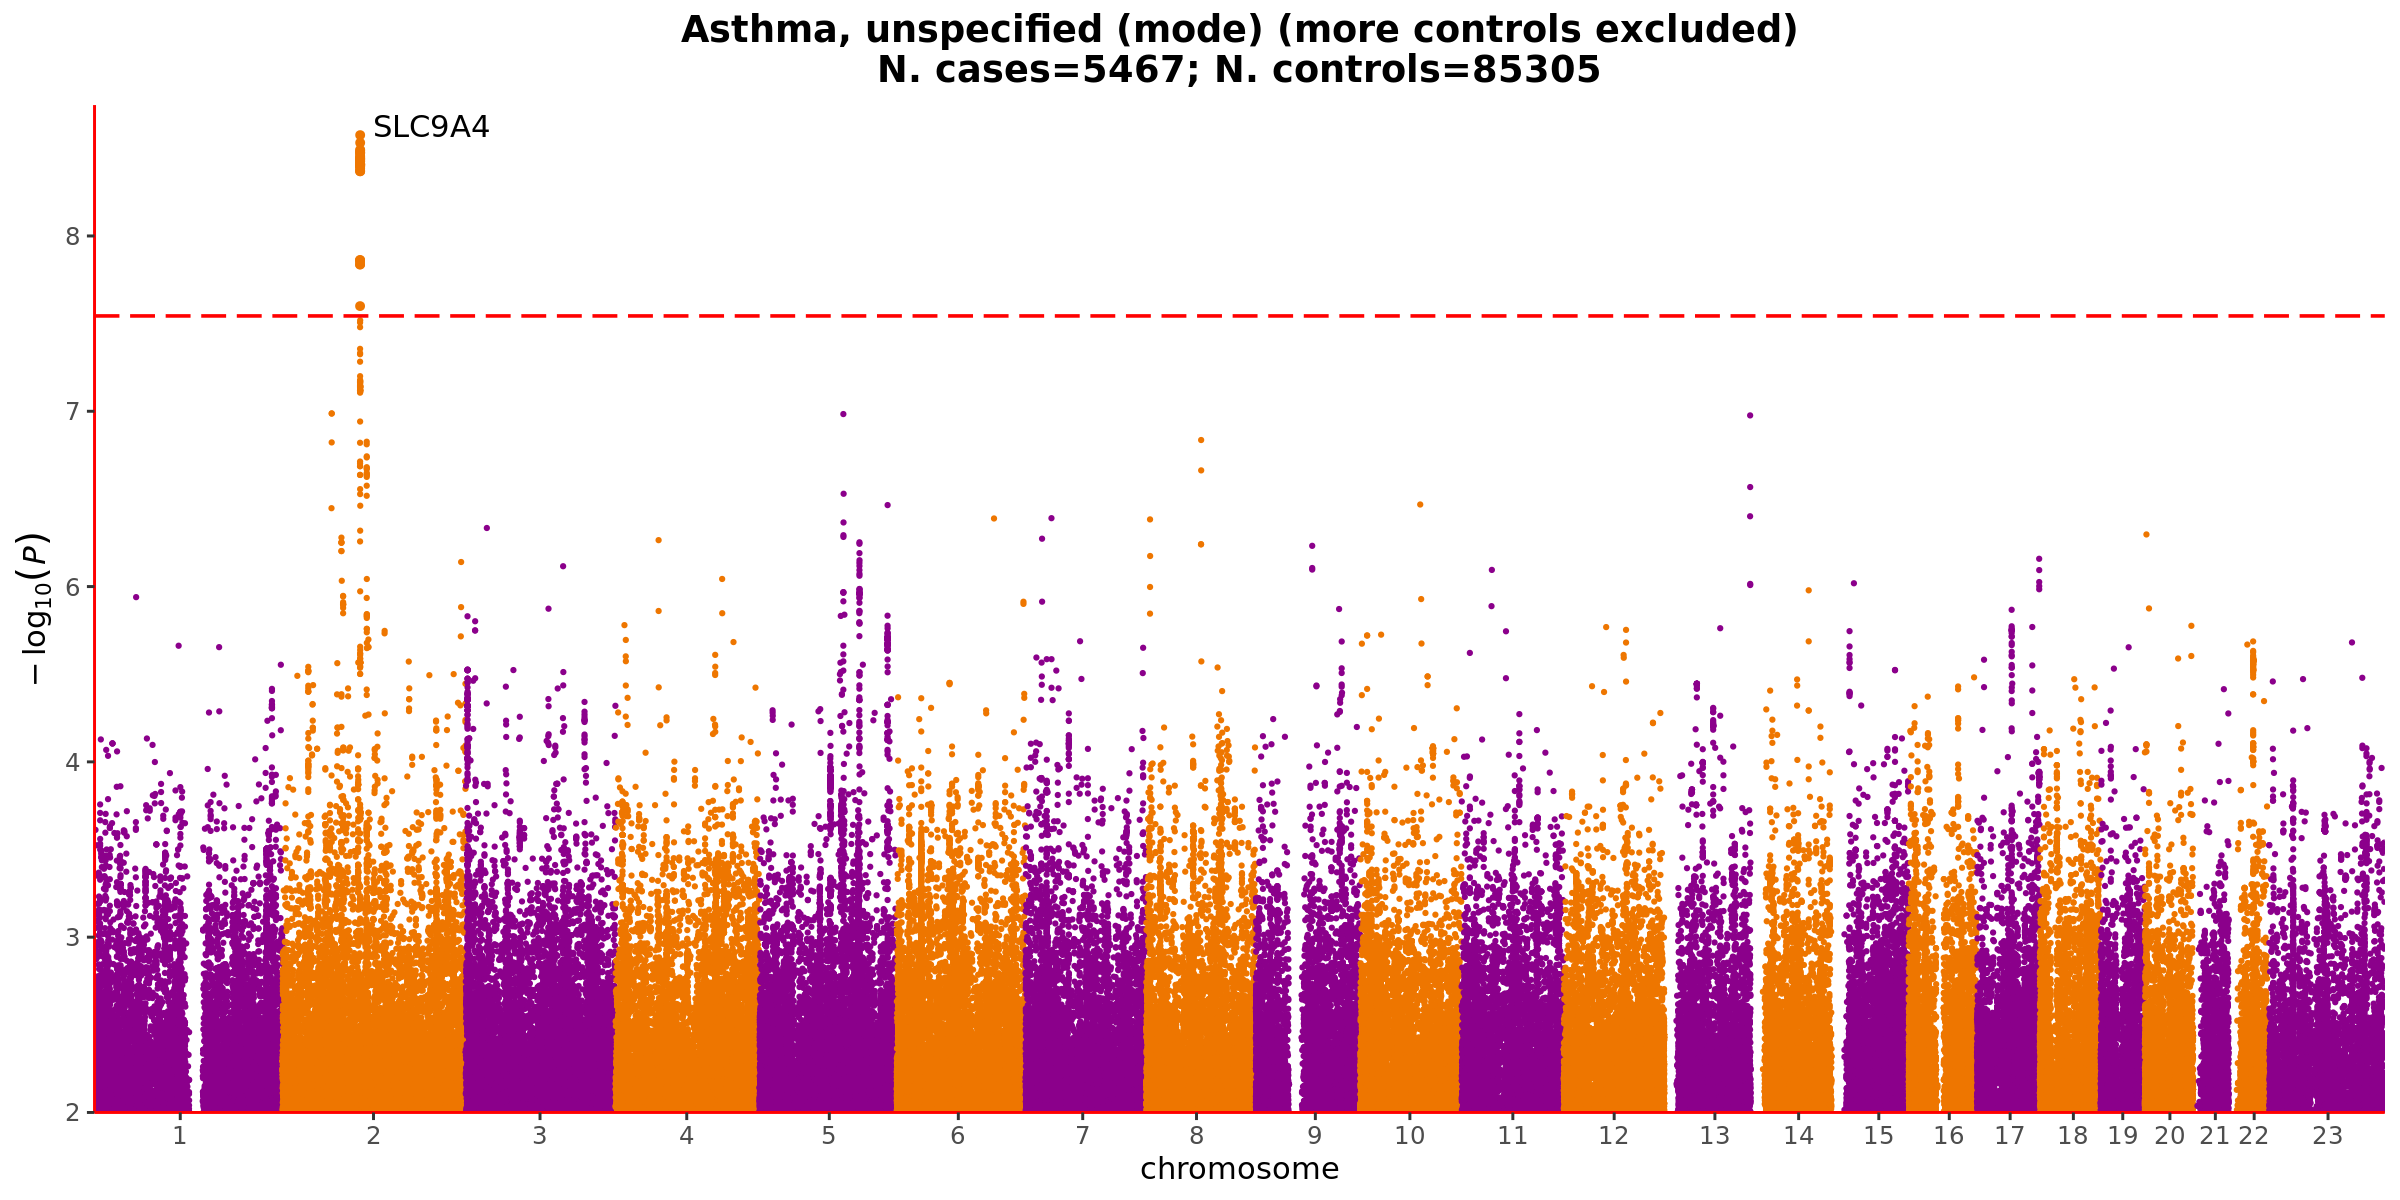 Asthma, unspecified (mode) (more controls excluded)
N. cases=5467; N. controls=85305
SLC9A4
8
7
6
4
3
2
− log10(P)
1 2 3 4 5 6 7 8 9 10 11 12 13 14 15 16 17 18 19 20 21 22 23
chromosome